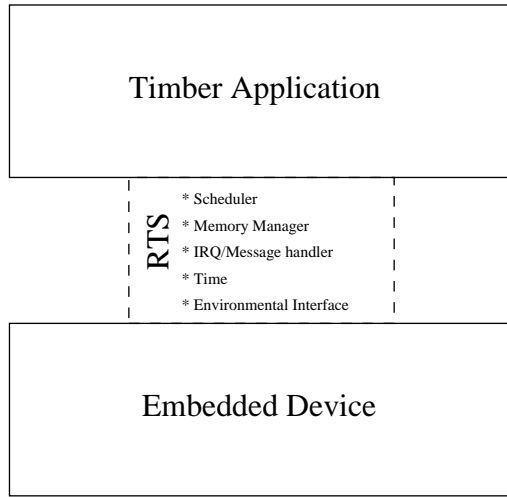 Timber Application
RTS
* Scheduler
* Memory Manager
* IRQ/Message handler
* Time
* Environmental Interface
Embedded Device